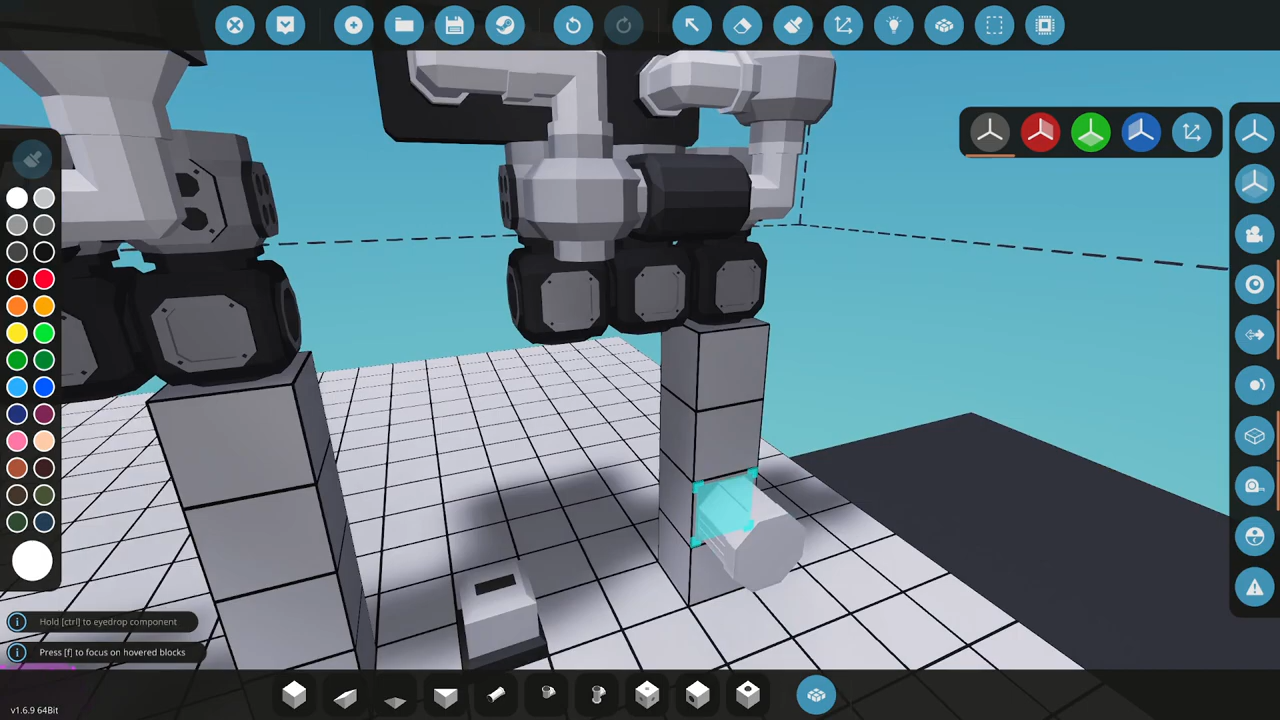 Hold [ctrl] to eyedrop component
Press [f] to focus on hovered blocks
v1.6.9 64Bit